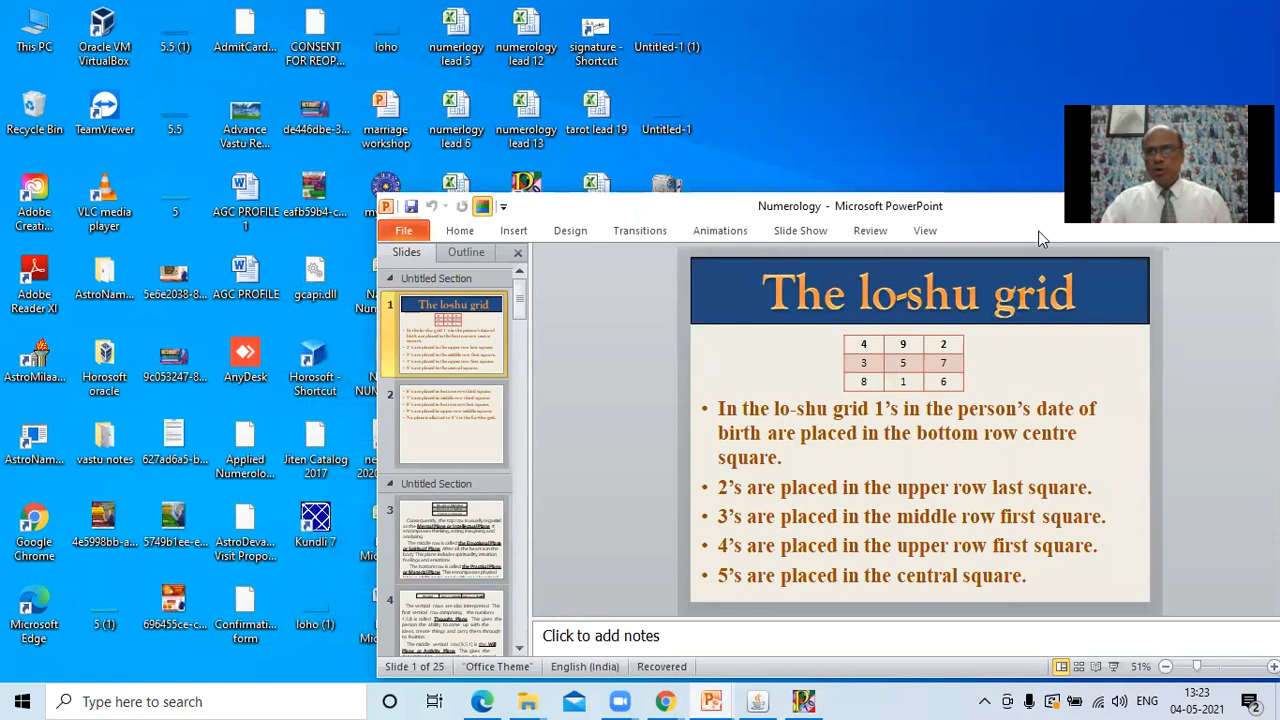 This PC
Oracle VM
VirtualBox
5.5 (1)
AdmitCard...
CONSENT
FOR REOP...
loho
numerlogy
lead 5
numerology
lead 12
signature -
Shortcut
Untitled-1 (1)
Recycle Bin
TeamViewer
5.5
Advance
Vastu Re...
de446dbe-3...
marriage
workshop
numerology
lead 6
numerology
lead 13
tarot lead 19
Untitled-1
Adobe
Creati...
VLC media
player
5
AGC PROFILE
1
eafb59b4-c...
Adobe
Reader XI
AstroNam...
5e6e2038-8...
AGC PROFILE
gcapi.dll
AstroMilaa...
Horosoft
oracle
9c053247-8...
AnyDesk
Horosoft -
Shortcut
AstroNam...
vastu notes
627ad6a5-b...
Applied
Numerolo...
Jiten Catalog
2017
Google
Chrome
4e5998bb-a...
5749b1ee-e...
AstroDeva...
Visit Propo...
Kundli 7
Microsoft
Edge
5 (1)
696455ce-c...
Confirmati...
form
loho (1)
Numerology - Microsoft PowerPoint
File Home Insert Design Transitions Animations Slide Show Review View
Slides Outline
Untitled Section
1
The lo-shu grid
2
Untitled Section
3
4
The lo-shu grid
4 9 2
3 5 7
8 1 6
• In the lo-shu grid 1's in the person's date of
birth are placed in the bottom row centre
square.
• 2's are placed in the upper row last square.
• 3's are placed in the middle row first square.
• 4's are placed in the upper row first square.
• 5's are placed in the central square.
Click to add notes
Slide 1 of 25 "Office Theme" English (India) Recovered 51%
Type here to search
ENG
13:23
04-05-2021
2